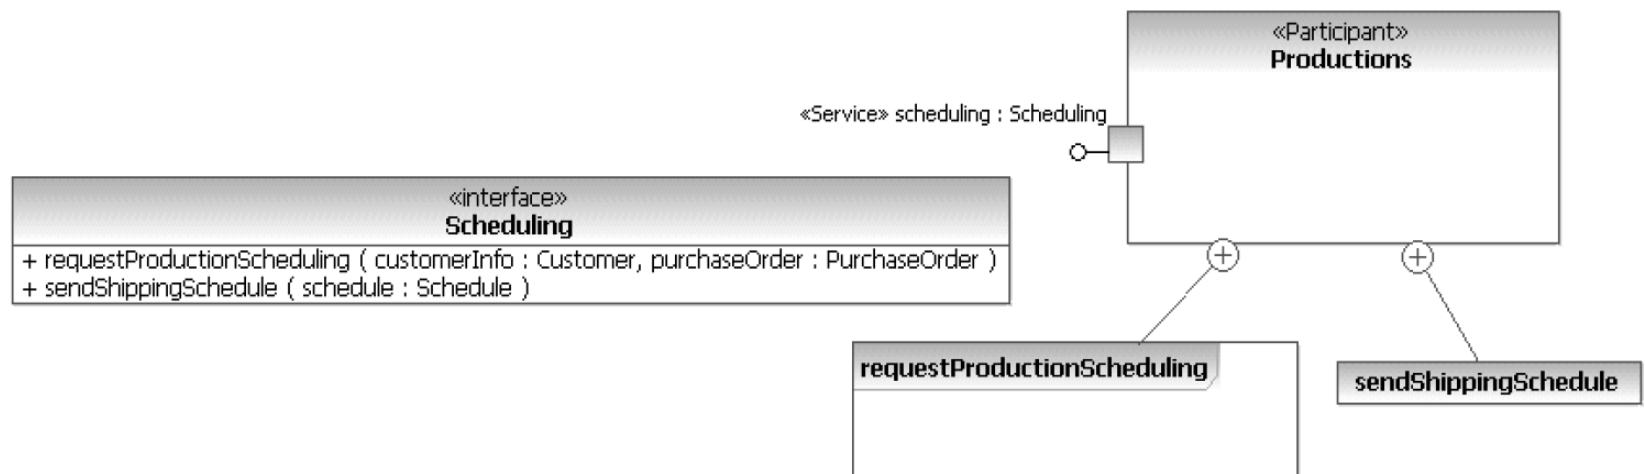 «Participant»
Productions
«Service» scheduling : Scheduling
«interface»
Scheduling
+ requestProductionScheduling ( customerInfo : Customer, purchaseOrder : PurchaseOrder )
+ sendShippingSchedule ( schedule : Schedule )
requestProductionScheduling
sendShippingSchedule